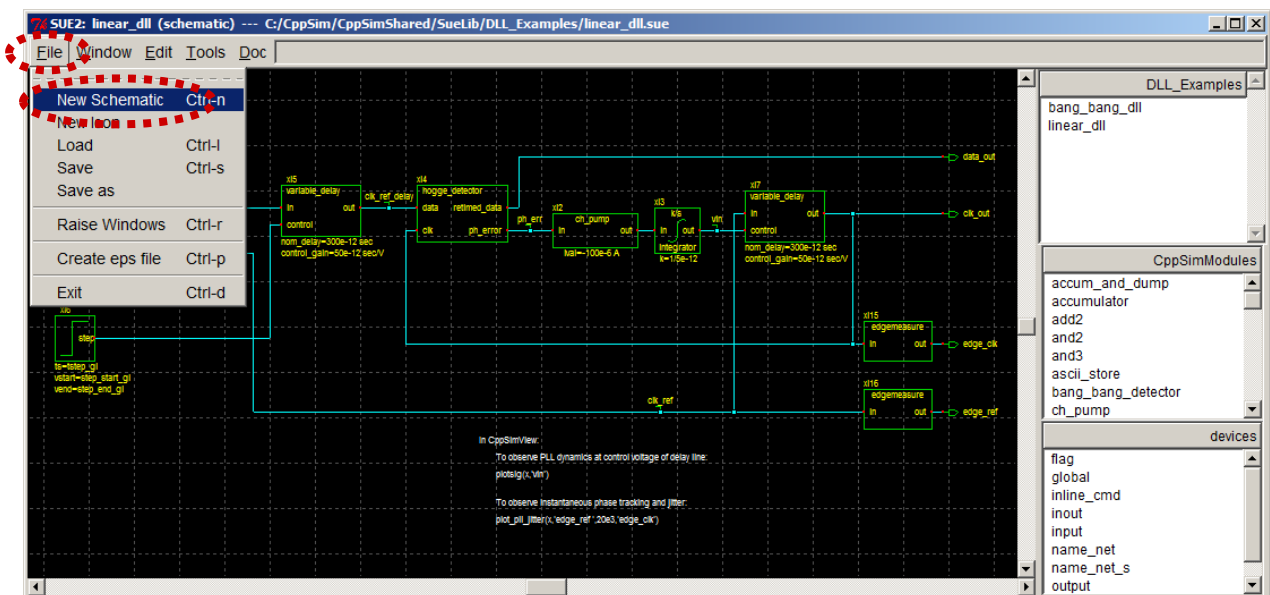 SUE2: linear_dll (schematic) --- C:/CppSim/CppSimShared/SueLib/DLL_Examples/linear_dll.sue
File Window Edit Tools Doc
New Schematic Ctrl-n
New Icon
Load Ctrl-l
Save Ctrl-s
Save as
Raise Windows Ctrl-r
Create eps file Ctrl-p
Exit Ctrl-d
xi5
variable_delay
in out
control
nom_delay=300e-12 sec
control_gain=50e-12 sec/V
clk_ref_delay
xi4
hogge_detector
data retimed_data
clk ph_error
ph_err
xi2
ch_pump
in out
ival=-100e-6 A
xi3
k/s
in out
integrator
k=1/5e-12
vin
xi7
variable_delay
in out
control
nom_delay=300e-12 sec
control_gain=50e-12 sec/V
data_out
clk_out
xi6
step
ts=tstep_gl
vstart=step_start_gl
vend=step_end_gl
xi15
edgemeasure
in out
edge_clk
xi16
edgemeasure
in out
edge_ref
clk_ref
In CppSimView:
To observe PLL dynamics at control voltage of delay line:
plotsig(x,'vin')
To observe instantaneous phase tracking and jitter:
plot_pll_jitter(x,'edge_ref',20e3,'edge_clk')
DLL_Examples
bang_bang_dll
linear_dll
CppSimModules
accum_and_dump
accumulator
add2
and2
and3
ascii_store
bang_bang_detector
ch_pump
devices
flag
global
inline_cmd
inout
input
name_net
name_net_s
output